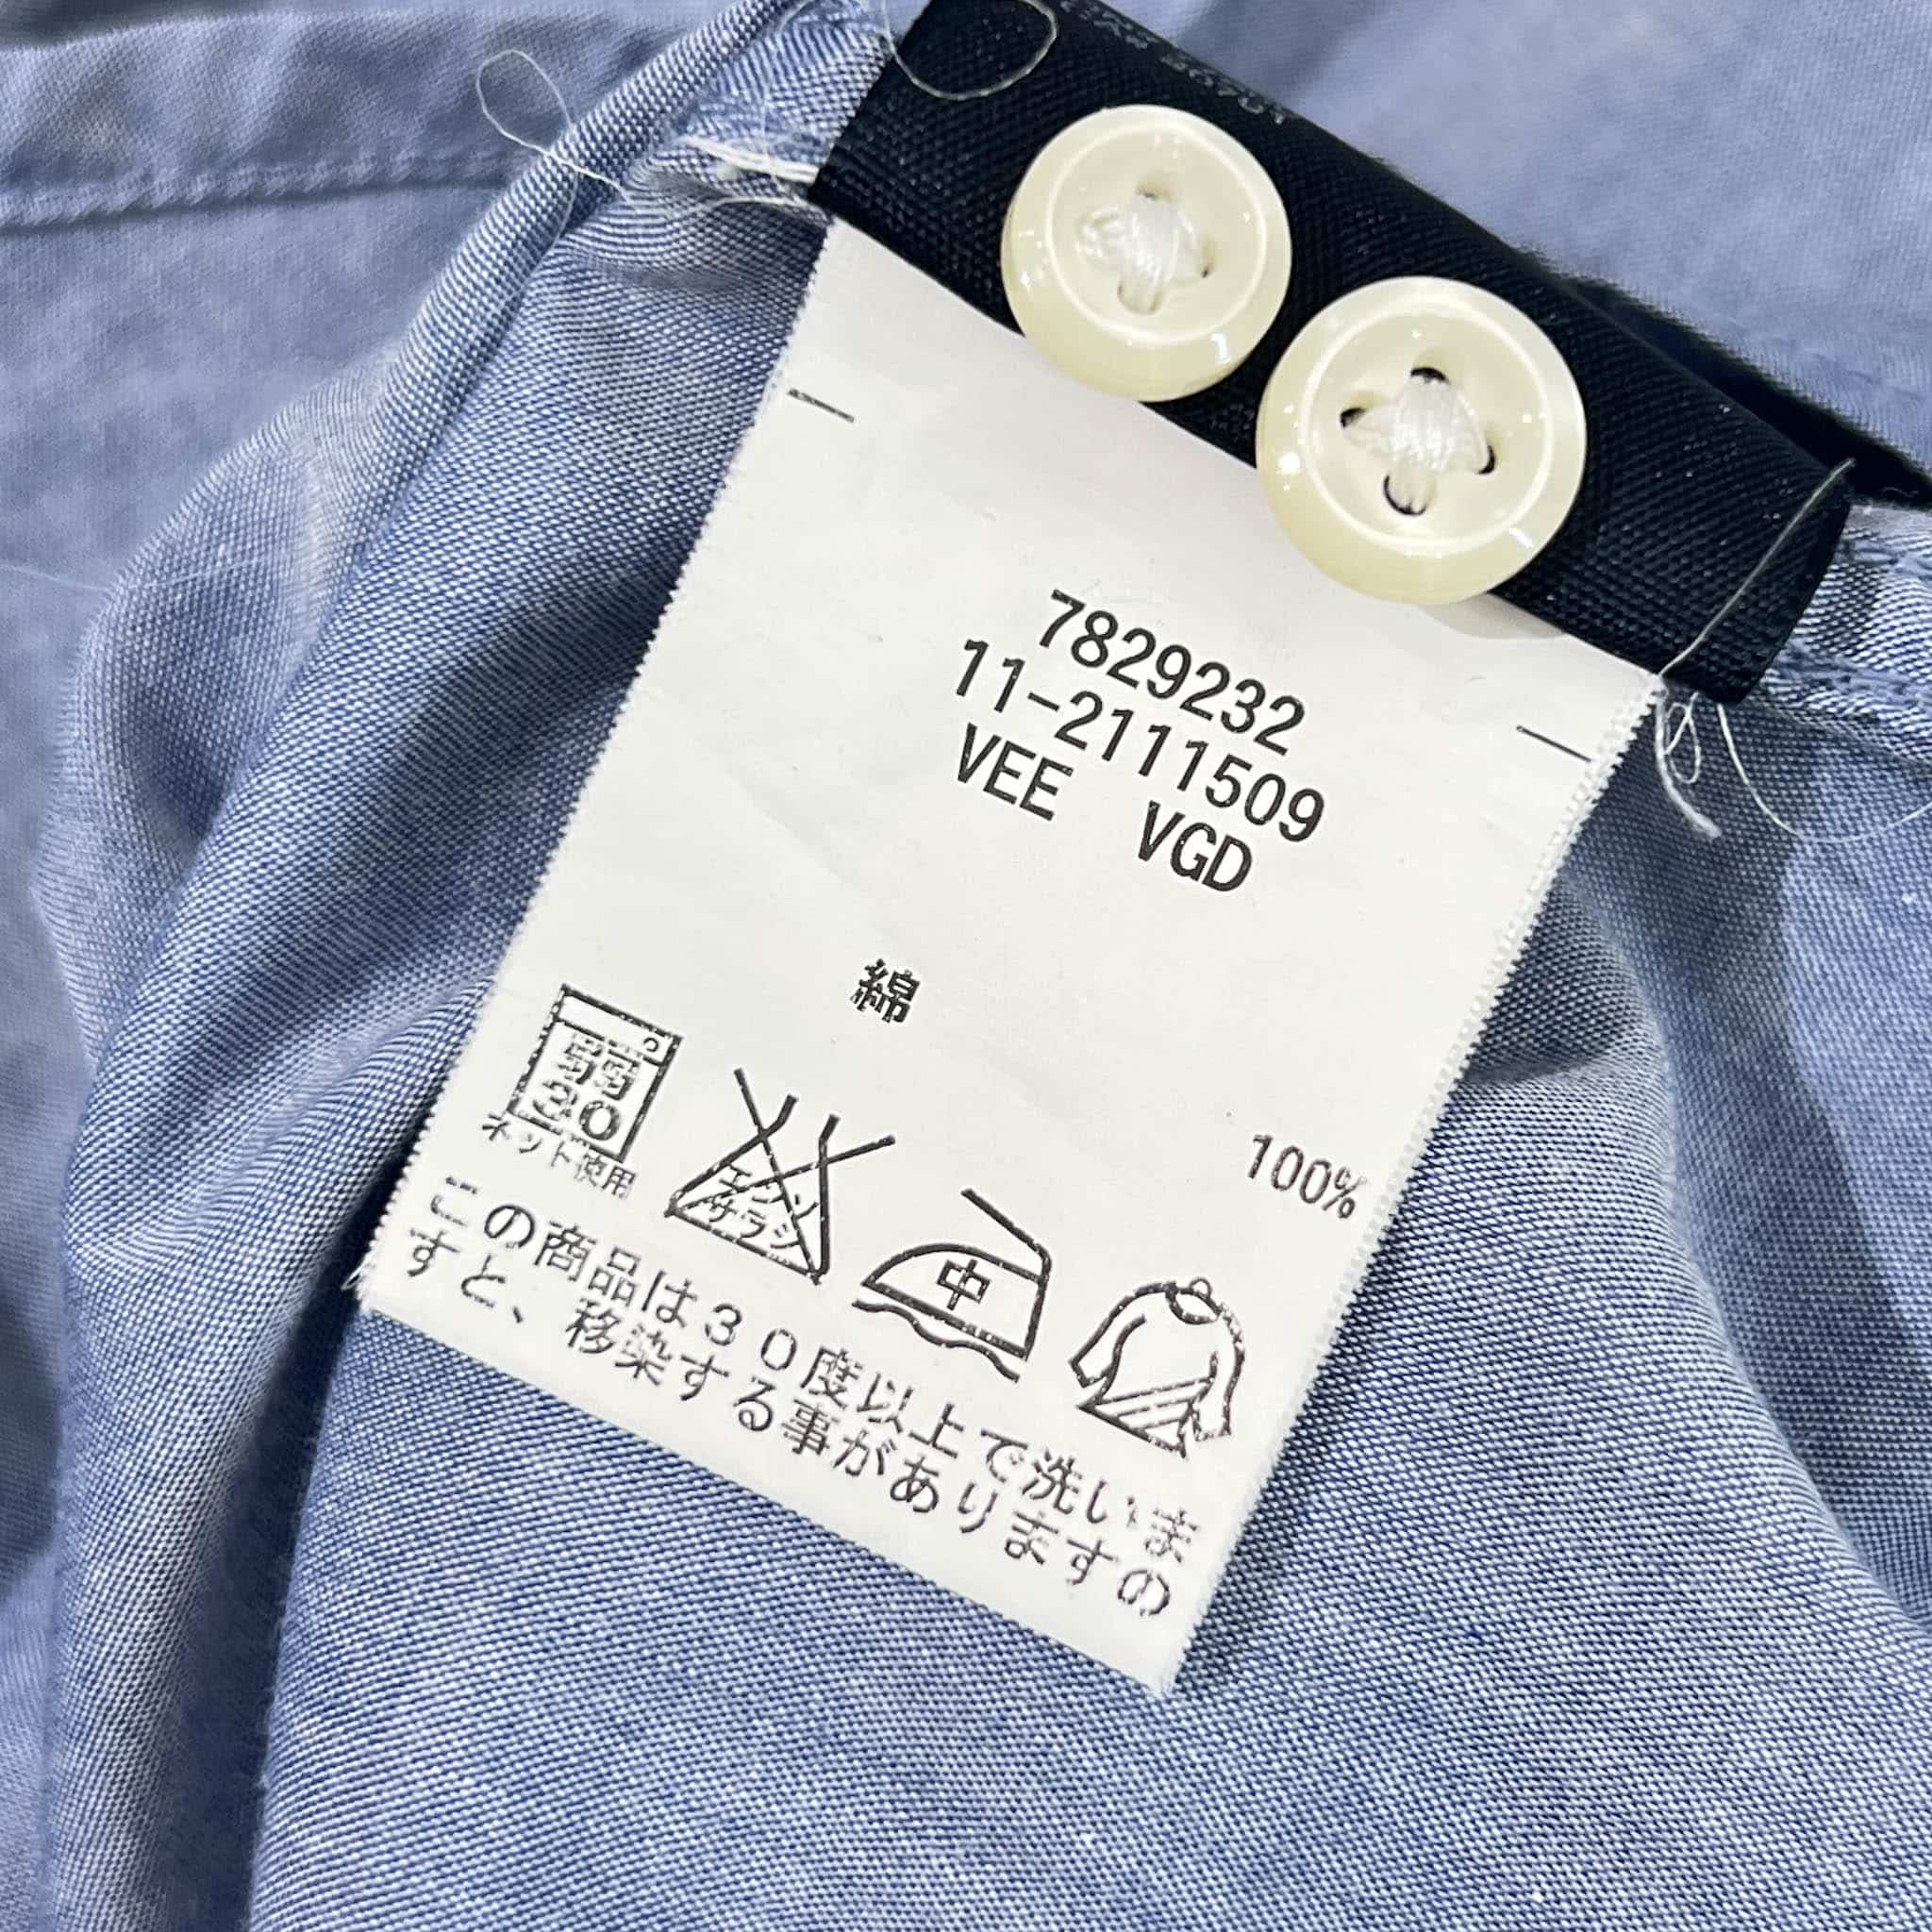 7829232
11-2111509
VEE VGD
綿
100%
弱
30
ネット使用
エンソ
サラシ
中
この商品は30度以上で洗いま
すと、移染する事がありますの